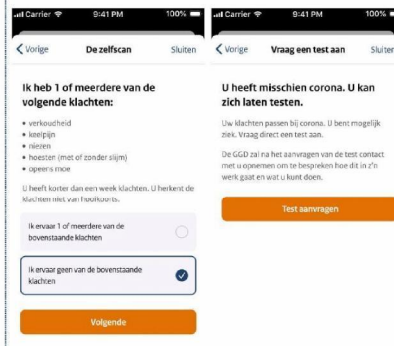 Carrier 9:41 PM 100%
Vorige De zelfscan Sluiten
Ik heb 1 of meerdere van de
volgende klachten:
• verkoudheid
• keelpijn
• niezen
• hoesten (met of zonder slijm)
• opeens moe
U heeft korter dan een week klachten. U herkent de
klachten niet van hooikoorts.
Ik ervaar 1 of meerdere van de
bovenstaande klachten
Ik ervaar geen van de bovenstaande
klachten
Volgende
Carrier 9:41 PM 100%
Vorige Vraag een test aan Sluiten
U heeft misschien corona. U kan
zich laten testen.
Uw klachten passen bij corona. U bent mogelijk
ziek. Vraag direct een test aan.
De GGD zal na het aanvragen van de test contact
met u opnemen om te bespreken hoe dit in z'n
werk gaat en wat u kunt doen.
Test aanvragen